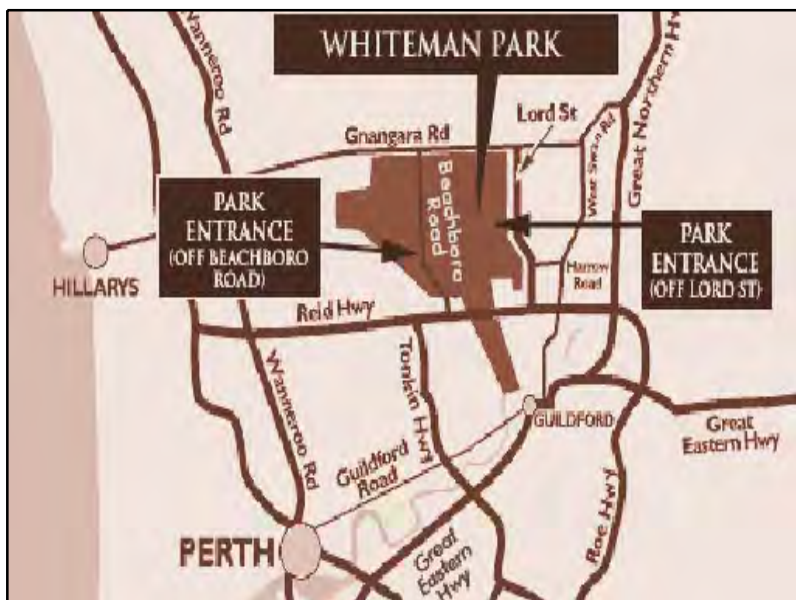 WHITEMAN PARK
Wanneroo Rd
Great Northern Hwy
Lord St
Gnangara Rd
West Swan Rd
PARK
ENTRANCE
(OFF BEACHBORO
ROAD)
Beachboro
Road
PARK
ENTRANCE
(OFF LORD ST)
HILLARYS
Harrow
Road
Reid Hwy
Wanneroo Rd
Tonkin Hwy
GUILDFORD
Great
Eastern Hwy
Guildford
Road
Roe Hwy
PERTH
Great
Eastern
Hwy